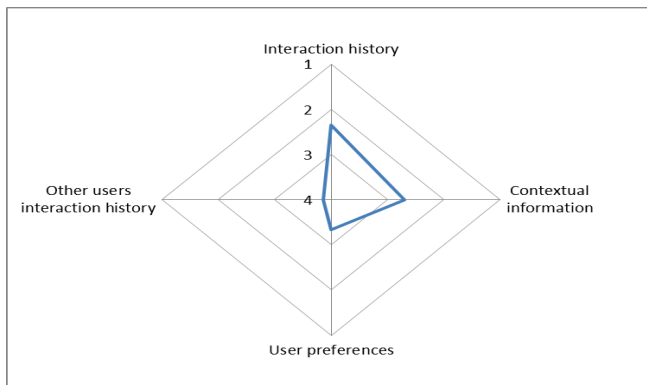 Interaction history
1
2
3
4
Other users
interaction history
Contextual
information
User preferences